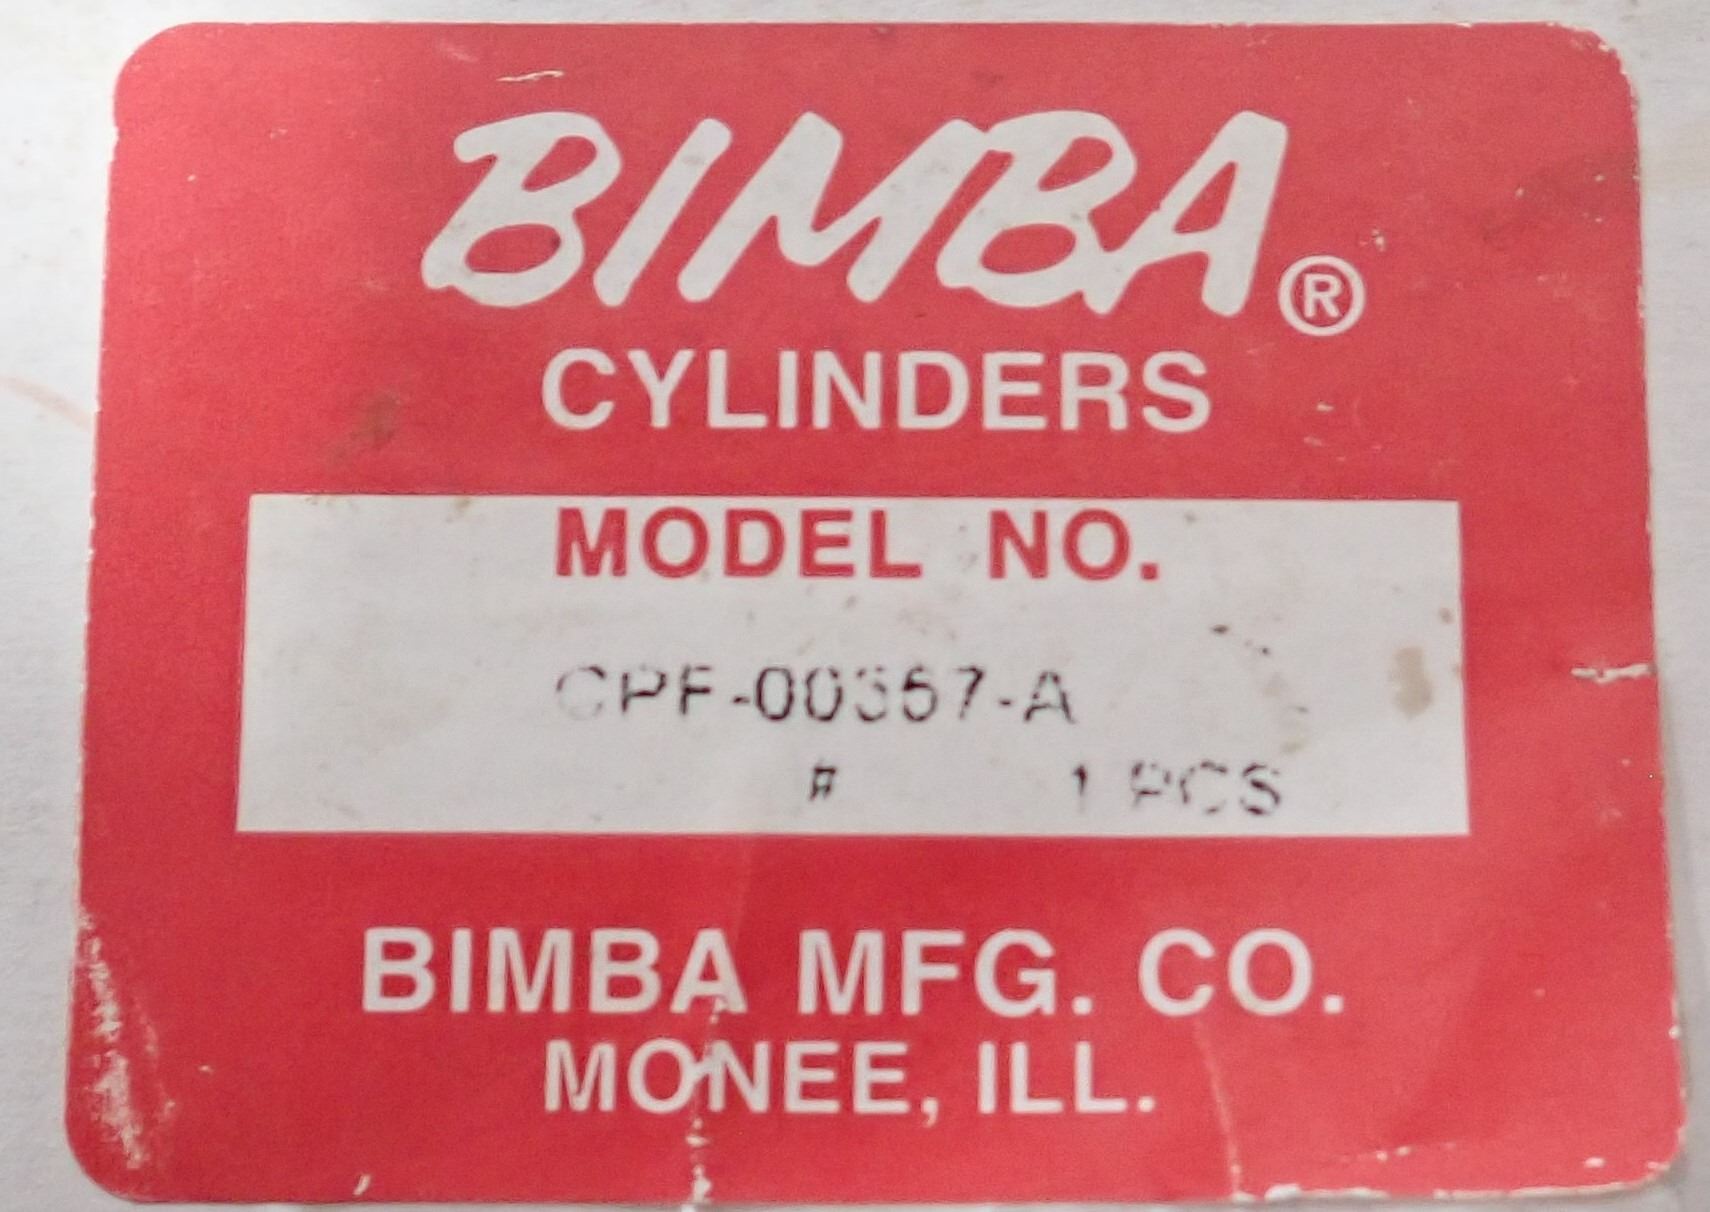 BIMBA®
CYLINDERS
MODEL NO.
CPF-00357-A
# 1 PCS
BIMBA MFG. CO.
MONEE, ILL.